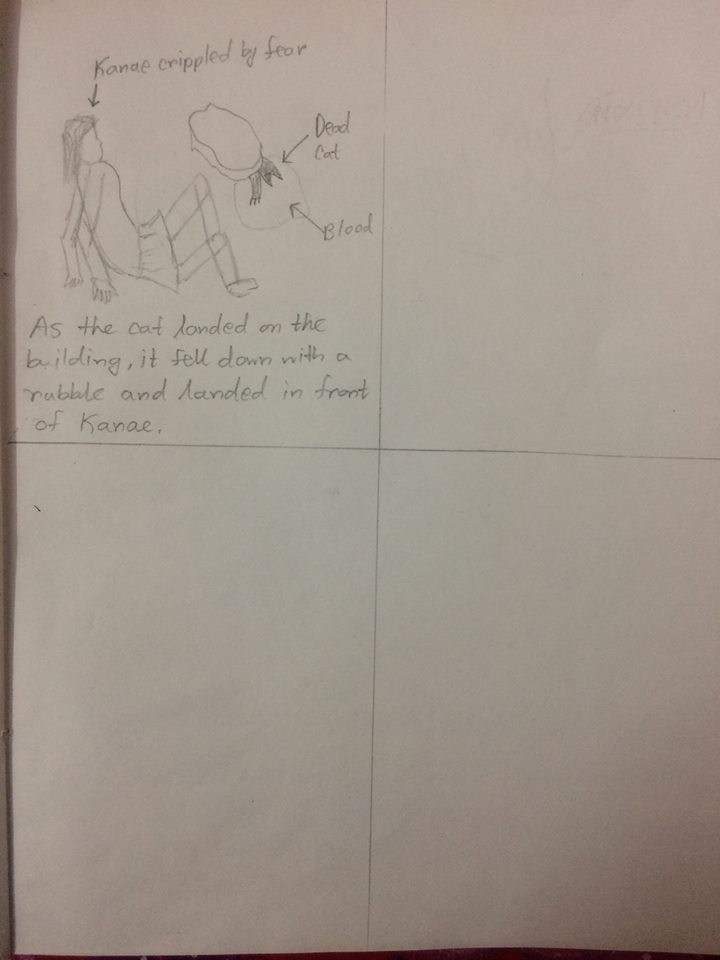 Kanae crippled by fear
Dead
Cat
Blood
As the cat landed on the
building, it fell down with a
rubble and landed in front
of Kanae.